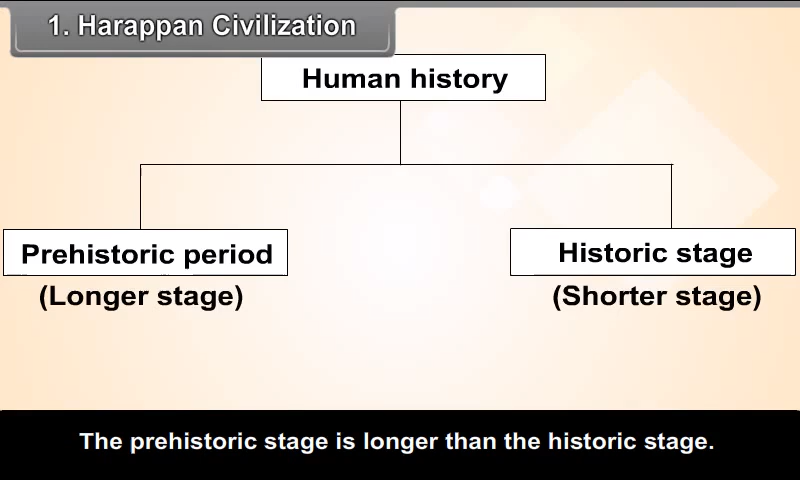 1. Harappan Civilization
Human history
Prehistoric period
(Longer stage)
Historic stage
(Shorter stage)
The prehistoric stage is longer than the historic stage.